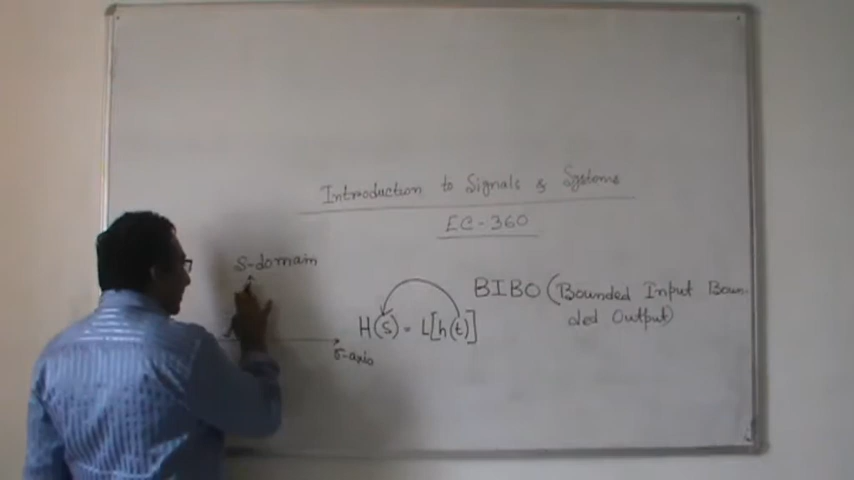 Introduction to Signals & Systems
EC-360
S-domain
BIBO (Bounded Input Boun-
ded Output)
H(s) = L[h(t)]
σ-axis